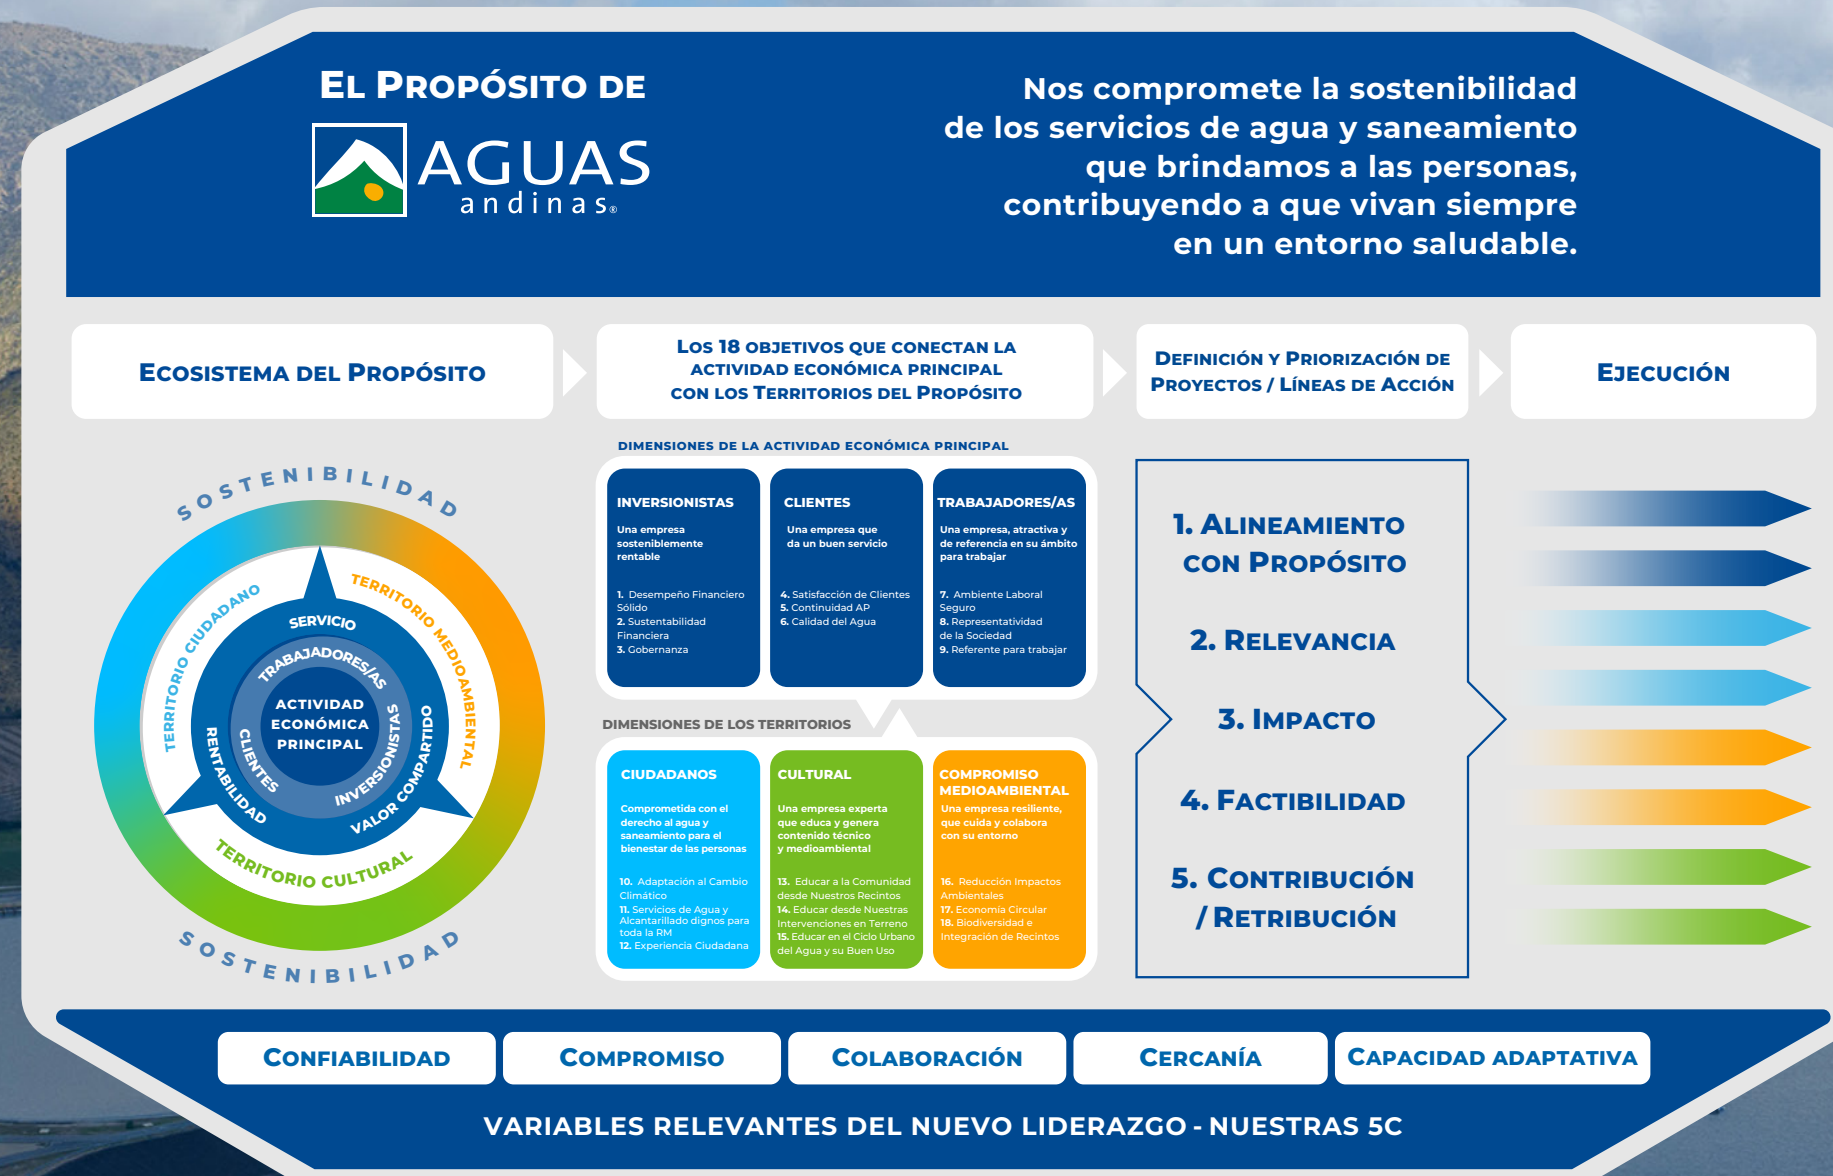 EL PROPÓSITO DE
AGUAS
andinas®
Nos compromete la sostenibilidad
de los servicios de agua y saneamiento
que brindamos a las personas,
contribuyendo a que vivan siempre
en un entorno saludable.
ECOSISTEMA DEL PROPÓSITO
LOS 18 OBJETIVOS QUE CONECTAN LA
ACTIVIDAD ECONÓMICA PRINCIPAL
CON LOS TERRITORIOS DEL PROPÓSITO
DEFINICIÓN Y PRIORIZACIÓN DE
PROYECTOS / LÍNEAS DE ACCIÓN
EJECUCIÓN
SOSTENIBILIDAD
TERRITORIO CIUDADANO
TERRITORIO MEDIOAMBIENTAL
SERVICIO
TRABAJADORES/AS
ACTIVIDAD
ECONÓMICA
PRINCIPAL
CLIENTES
INVERSIONISTAS
RENTABILIDAD
VALOR COMPARTIDO
TERRITORIO CULTURAL
SOSTENIBILIDAD
DIMENSIONES DE LA ACTIVIDAD ECONÓMICA PRINCIPAL
INVERSIONISTAS
Una empresa
sosteniblemente
rentable
1. Desempeño Financiero
Sólido
2. Sustentabilidad
Financiera
3. Gobernanza
CLIENTES
Una empresa que
da un buen servicio
4. Satisfacción de Clientes
5. Continuidad AP
6. Calidad del Agua
TRABAJADORES/AS
Una empresa, atractiva y
de referencia en su ámbito
para trabajar
7. Ambiente Laboral
Seguro
8. Representatividad
de la Sociedad
9. Referente para trabajar
DIMENSIONES DE LOS TERRITORIOS
CIUDADANOS
Comprometida con el
derecho al agua y
saneamiento para el
bienestar de las personas
10. Adaptación al Cambio
Climático
11. Servicios de Agua y
Alcantarillado dignos para
toda la RM
12. Experiencia Ciudadana
CULTURAL
Una empresa experta
que educa y genera
contenido técnico
y medioambiental
13. Educar a la Comunidad
desde Nuestros Recintos
14. Educar desde Nuestras
Intervenciones en Terreno
15. Educar en el Ciclo Urbano
del Agua y su Buen Uso
COMPROMISO
MEDIOAMBIENTAL
Una empresa resiliente,
que cuida y colabora
con su entorno
16. Reducción Impactos
Ambientales
17. Economía Circular
18. Biodiversidad e
Integración de Recintos
1. ALINEAMIENTO
CON PROPÓSITO
2. RELEVANCIA
3. IMPACTO
4. FACTIBILIDAD
5. CONTRIBUCIÓN
/ RETRIBUCIÓN
CONFIABILIDAD
COMPROMISO
COLABORACIÓN
CERCANÍA
CAPACIDAD ADAPTATIVA
VARIABLES RELEVANTES DEL NUEVO LIDERAZGO - NUESTRAS 5C